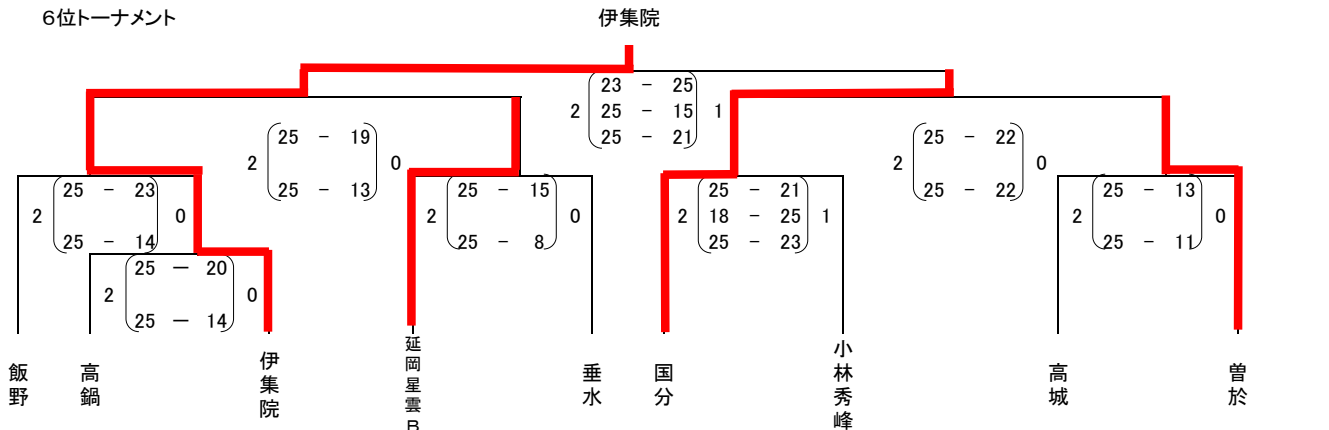 6位トーナメント
伊集院
23 - 25
2 25 - 15 1
25 - 21
25 - 19
2 0
25 - 13
25 - 22
2 0
25 - 22
25 - 23
2 0
25 - 14
25 - 15
2 0
25 - 8
25 - 21
2 18 - 25 1
25 - 23
25 - 13
2 0
25 - 11
25 — 20
2 0
25 — 14
飯野
高鍋
伊集院
延岡星雲B
垂水
国分
小林秀峰
高城
曽於